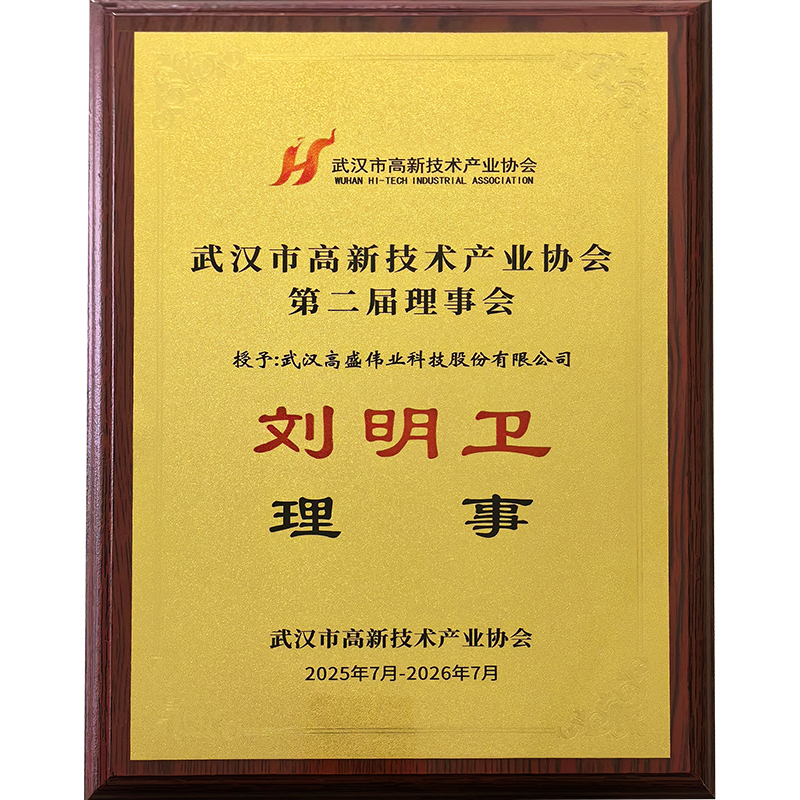 武汉市高新技术产业协会
WUHAN HI-TECH INDUSTRIAL ASSOCIATION
武汉市高新技术产业协会
第二届理事会
授予:武汉高盛伟业科技股份有限公司
刘明卫
理 事
武汉市高新技术产业协会
2025年7月-2026年7月